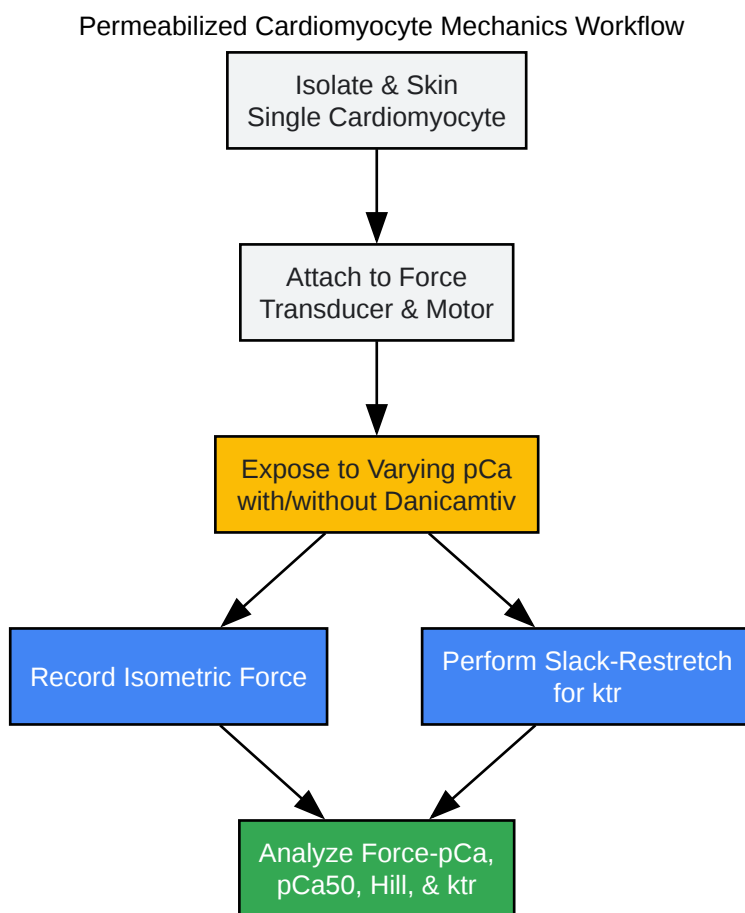 Permeabilized Cardiomyocyte Mechanics Workflow
Isolate & Skin
Single Cardiomyocyte
Attach to Force
Transducer & Motor
Expose to Varying pCa
with/without Danicamtiv
Record Isometric Force
Perform Slack-Restretch
for ktr
Analyze Force-pCa,
pCa50, Hill, & ktr